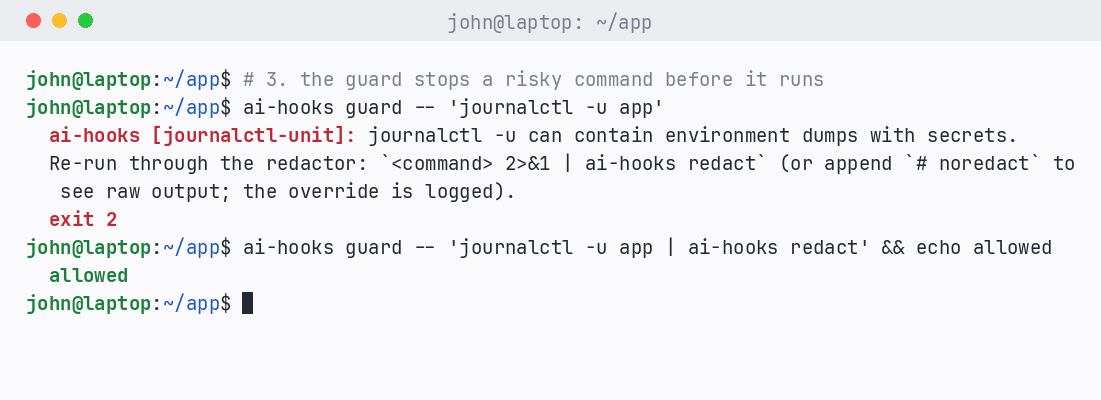 john@laptop: ~/app
john@laptop:~/app$ # 3. the guard stops a risky command before it runs
john@laptop:~/app$ ai-hooks guard -- 'journalctl -u app'
ai-hooks [journalctl-unit]: journalctl -u can contain environment dumps with secrets.
Re-run through the redactor: `<command> 2>&1 | ai-hooks redact` (or append `# noredact` to
see raw output; the override is logged).
exit 2
john@laptop:~/app$ ai-hooks guard -- 'journalctl -u app | ai-hooks redact' && echo allowed
allowed
john@laptop:~/app$